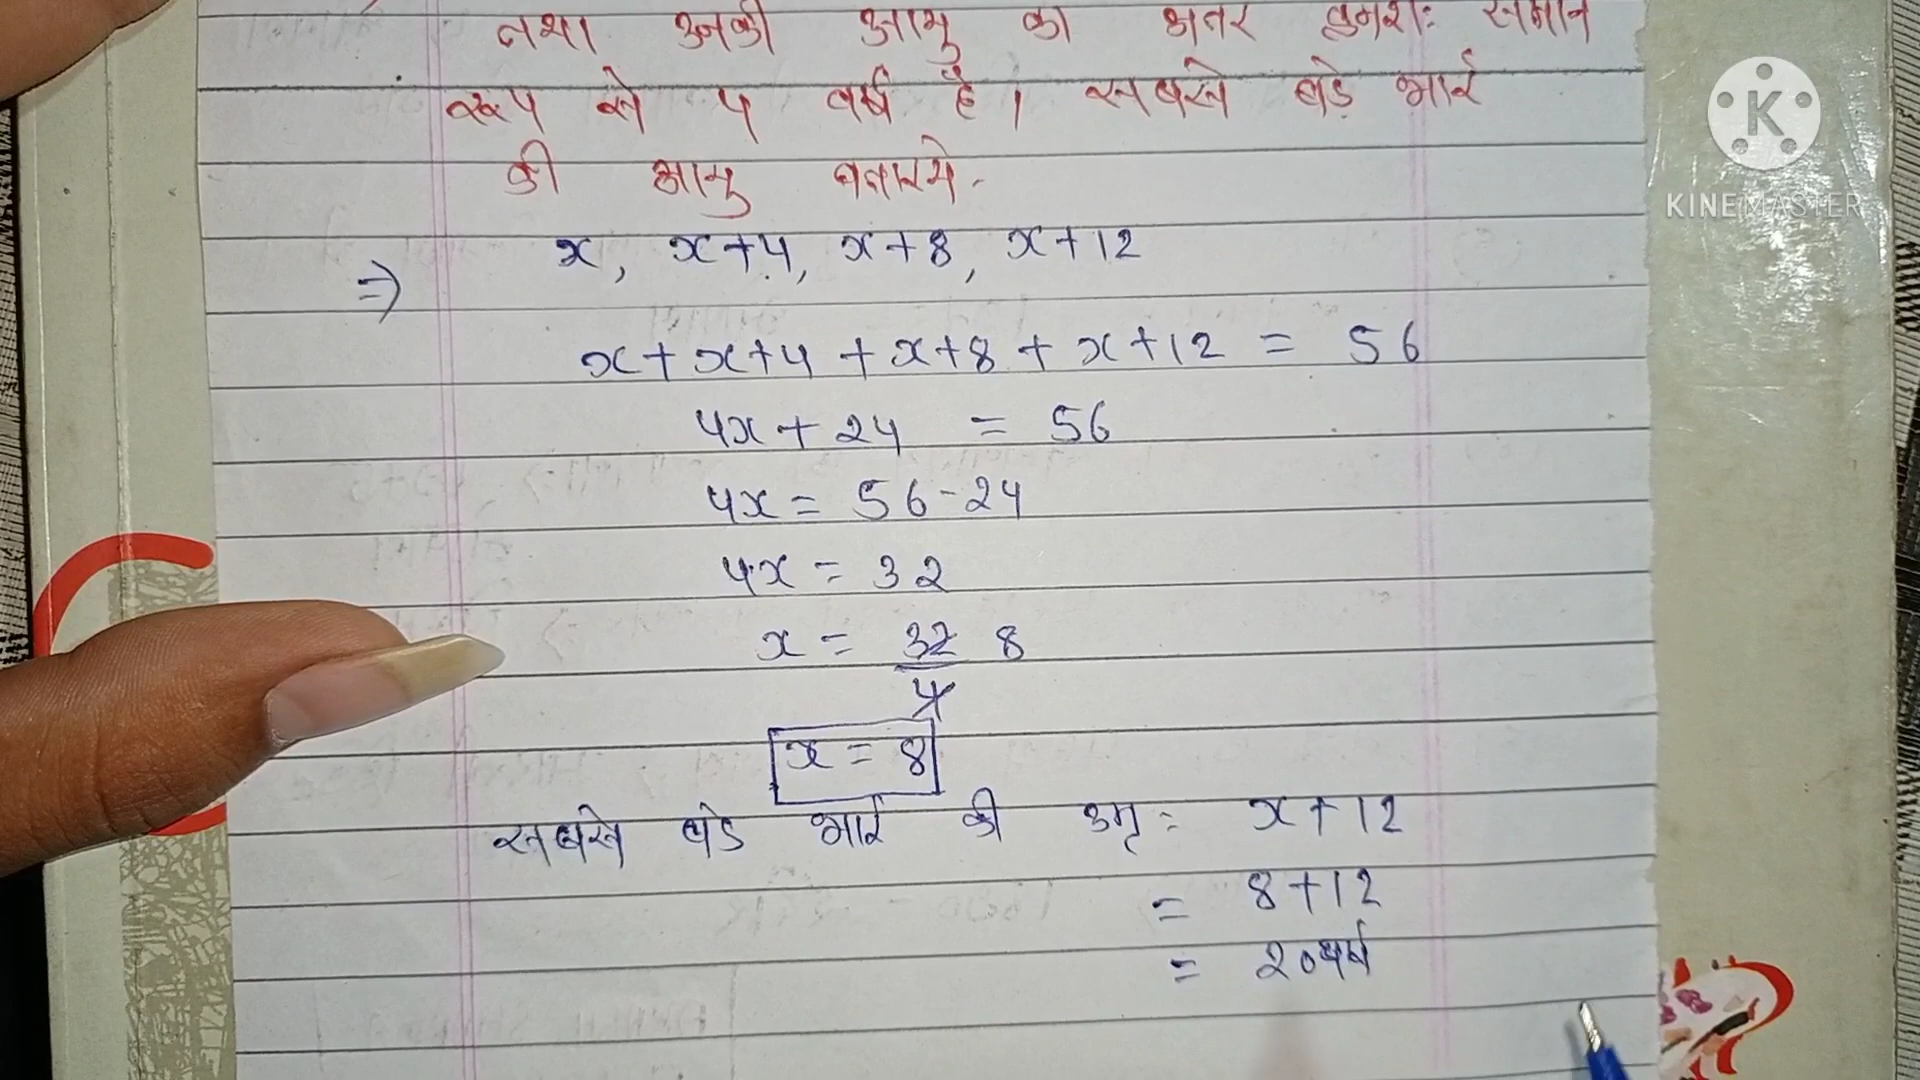 तथा उनकी आयु का अंतर क्रमशः समान
रूप से 4 वर्ष है। सबसे बड़े भाई
की आयु बताइये-
⇒ x, x+4, x+8, x+12
x + x+4 + x+8 + x+12 = 56
4x + 24 = 56
4x = 56-24
4x = 32
x = 32/4 8
x = 8
सबसे बडे भाई की उम्र = x+12
= 8+12
= 20वर्ष
K
KINEMASTER